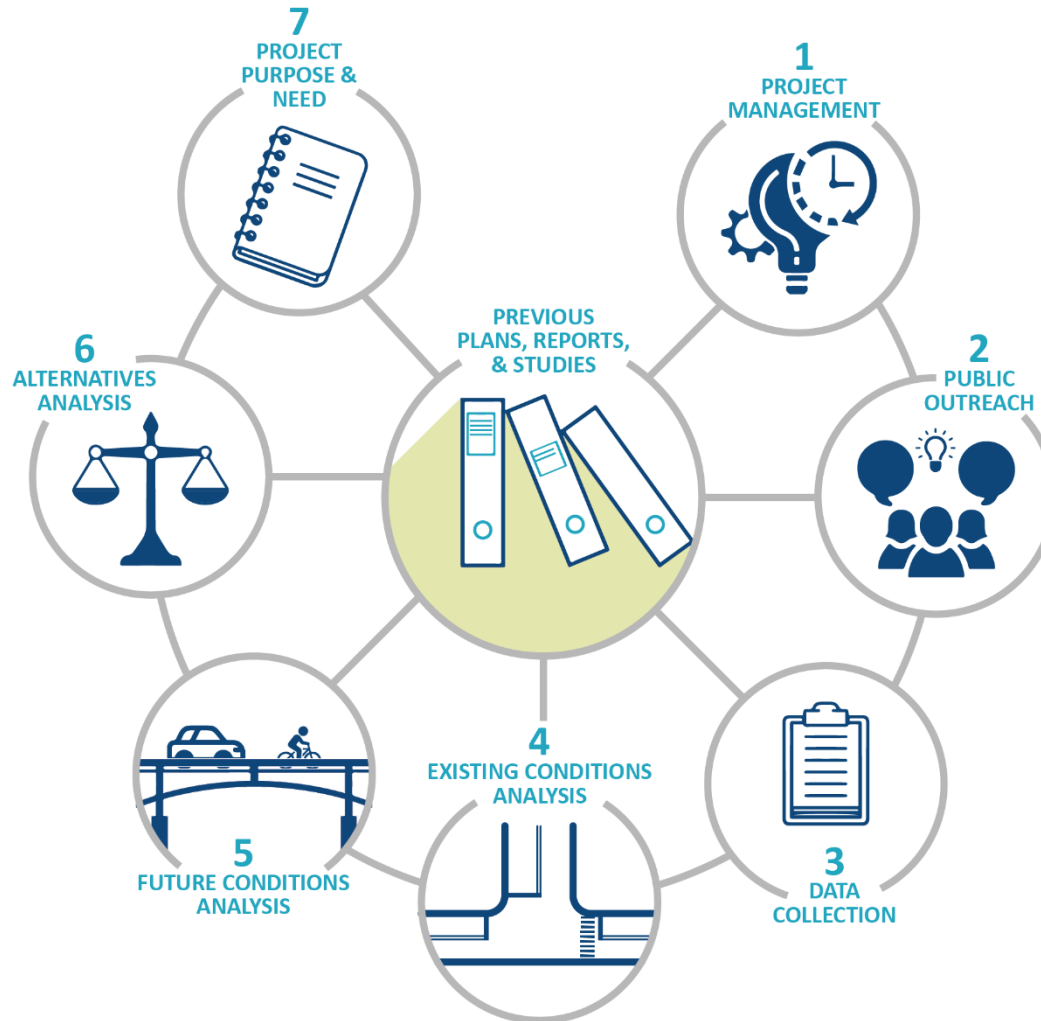 7
PROJECT
PURPOSE &
NEED
1
PROJECT
MANAGEMENT
PREVIOUS
PLANS, REPORTS,
& STUDIES
6
ALTERNATIVES
ANALYSIS
2
PUBLIC
OUTREACH
5
FUTURE CONDITIONS
ANALYSIS
4
EXISTING CONDITIONS
ANALYSIS
3
DATA
COLLECTION